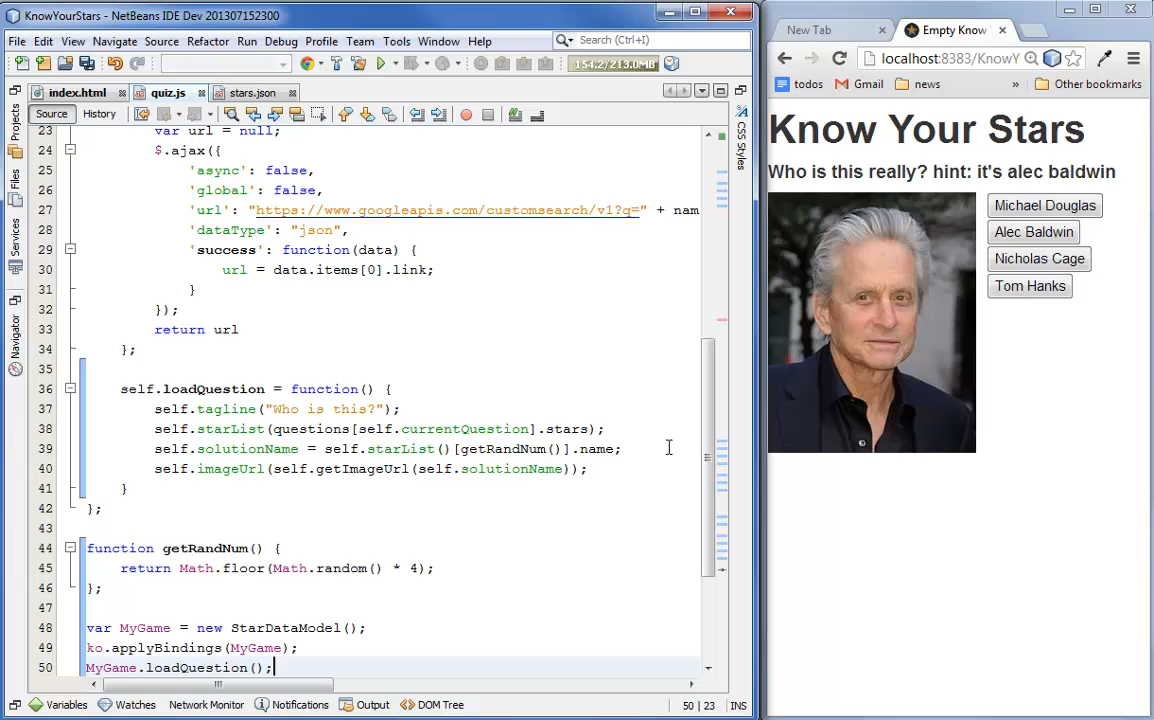 KnowYourStars - NetBeans IDE Dev 201307152300
File Edit View Navigate Source Refactor Run Debug Profile Team Tools Window Help
Search (Ctrl+I)
154.2/213.0MB
index.html
quiz.js
stars.json
Source History
Projects
Files
Services
Navigator
CSS Styles
23 var url = null;
24 $.ajax({
25 'async': false,
26 'global': false,
27 'url': "https://www.googleapis.com/customsearch/v1?q=" + nam
28 'dataType': "json",
29 'success': function(data) {
30 url = data.items[0].link;
31 }
32 });
33 return url
34 };
35
36 self.loadQuestion = function() {
37 self.tagline("Who is this?");
38 self.starList(questions[self.currentQuestion].stars);
39 self.solutionName = self.starList()[getRandNum()].name;
40 self.imageUrl(self.getImageUrl(self.solutionName));
41 }
42 };
43
44 function getRandNum() {
45 return Math.floor(Math.random() * 4);
46 };
47
48 var MyGame = new StarDataModel();
49 ko.applyBindings(MyGame);
50 MyGame.loadQuestion();
Variables Watches Network Monitor Notifications Output DOM Tree
50 | 23 INS
New Tab
Empty Know
localhost:8383/KnowY
todos Gmail news » Other bookmarks
Know Your Stars
Who is this really? hint: it's alec baldwin
Michael Douglas
Alec Baldwin
Nicholas Cage
Tom Hanks